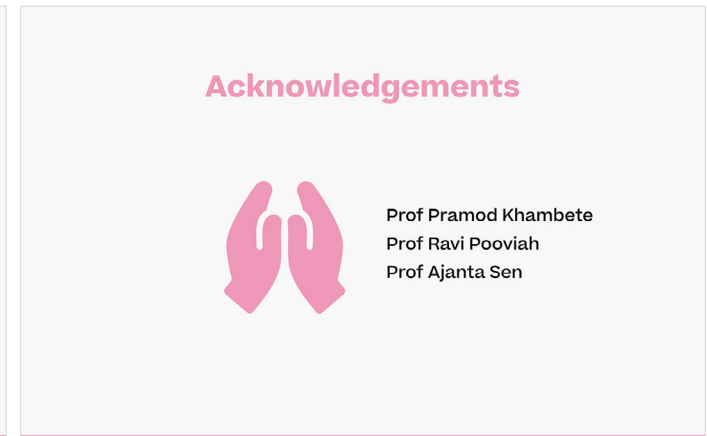 Acknowledgements
Prof Pramod Khambete
Prof Ravi Pooviah
Prof Ajanta Sen